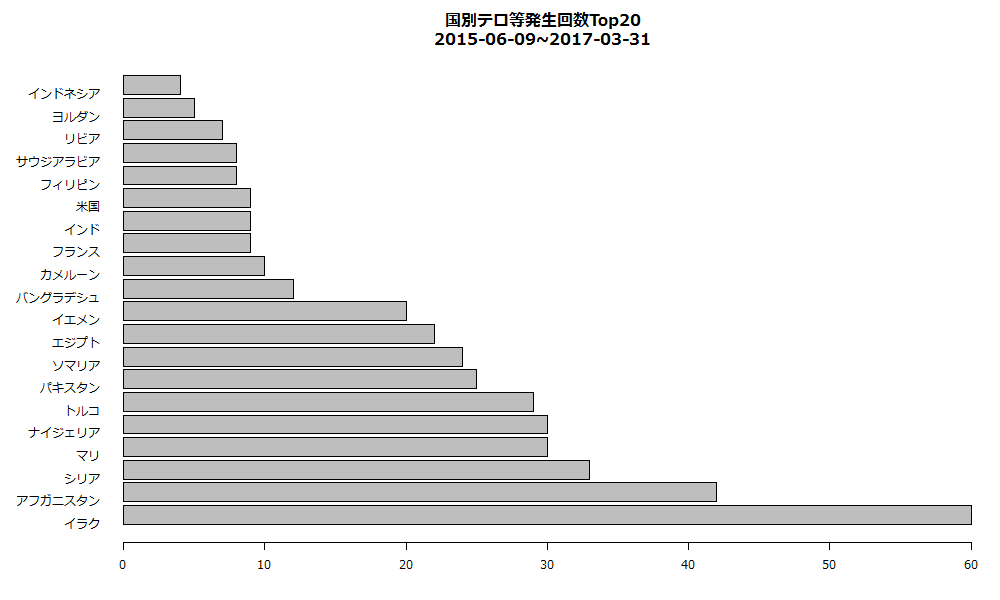 国別テロ等発生回数Top20
2015-06-09~2017-03-31
インドネシア
ヨルダン
リビア
サウジアラビア
フィリピン
米国
インド
フランス
カメルーン
バングラデシュ
イエメン
エジプト
ソマリア
パキスタン
トルコ
ナイジェリア
マリ
シリア
アフガニスタン
イラク
0 10 20 30 40 50 60